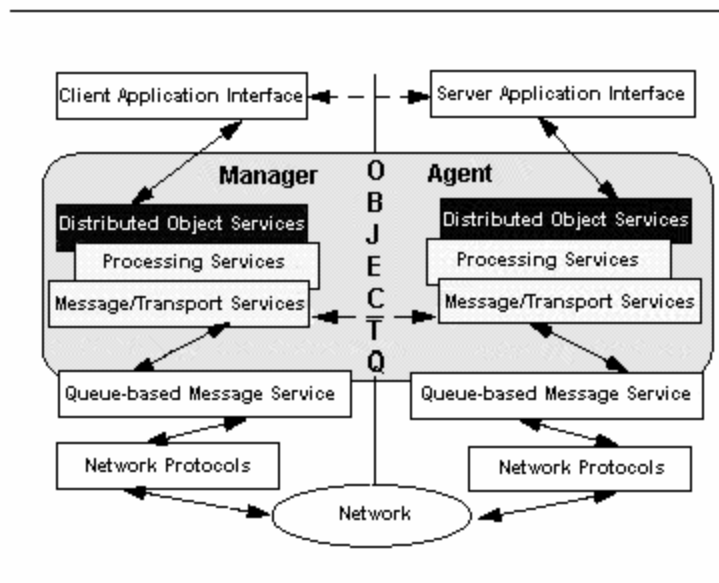 Client Application Interface
Server Application Interface
Manager
Agent
OBJECTQ
Distributed Object Services
Distributed Object Services
Processing Services
Processing Services
Message/Transport Services
Message/Transport Services
Queue-based Message Service
Queue-based Message Service
Network Protocols
Network Protocols
Network